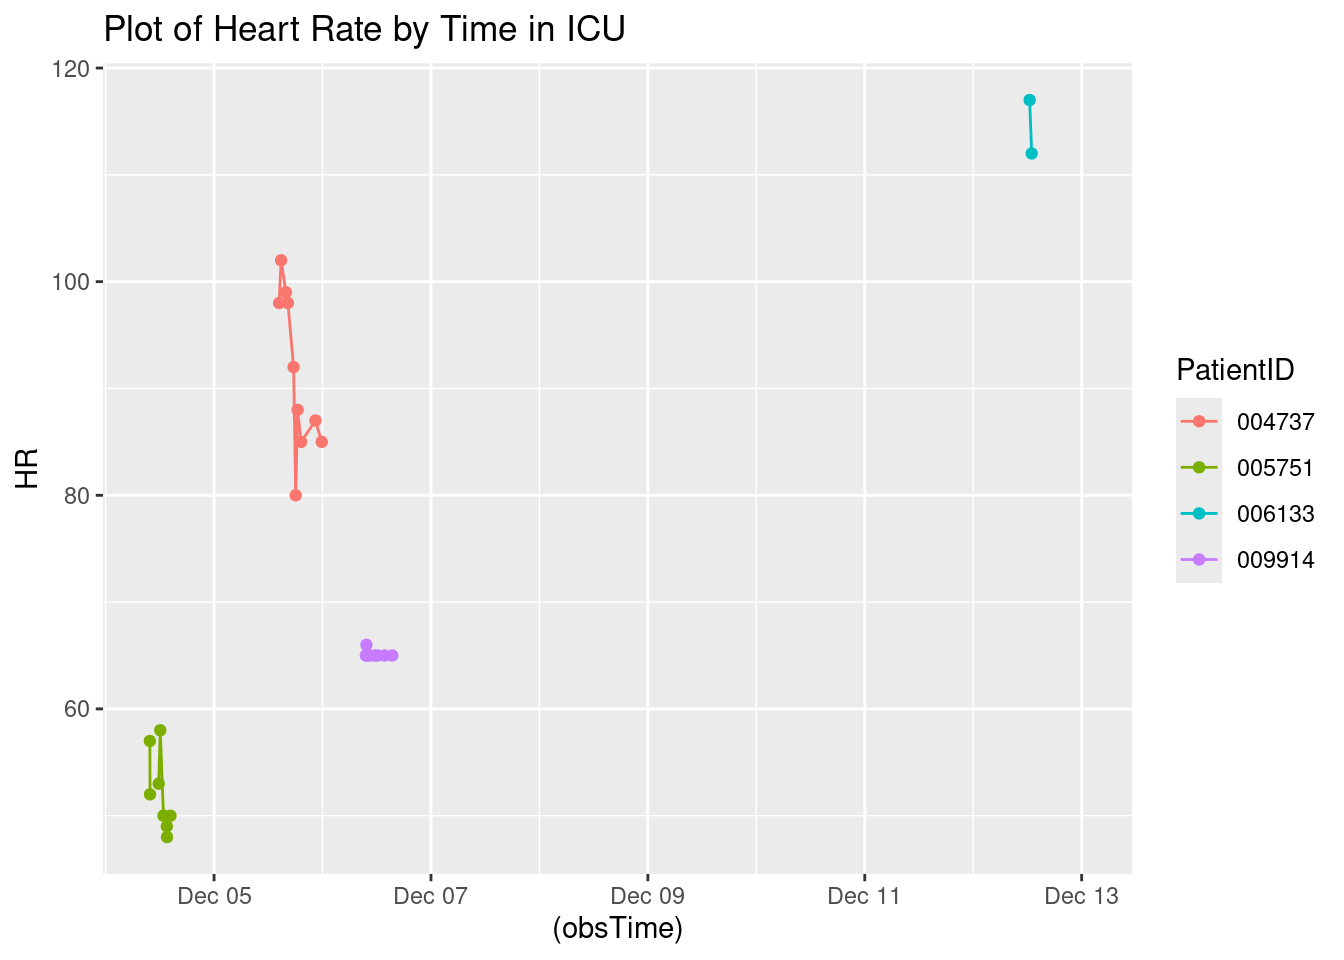 Plot of Heart Rate by Time in ICU
120
100
80
60
HR
Dec 05
Dec 07
Dec 09
Dec 11
Dec 13
(obsTime)
PatientID
004737
005751
006133
009914